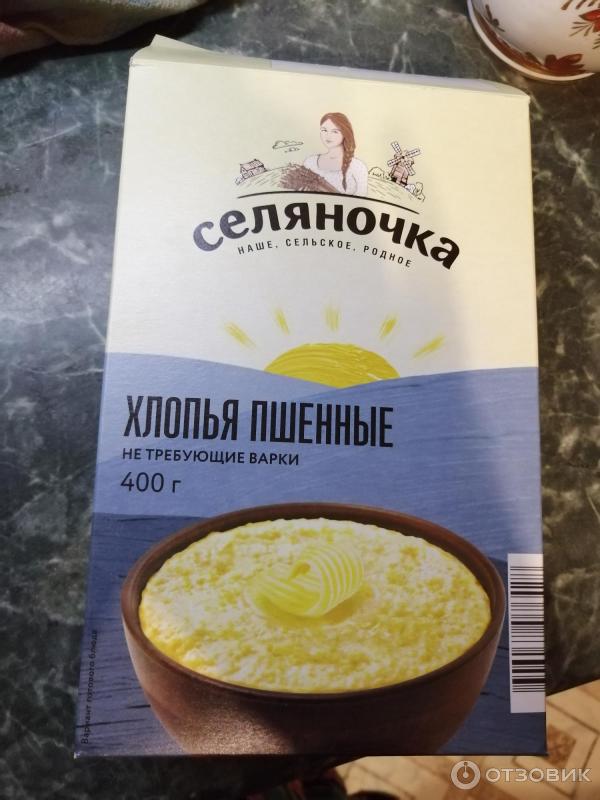 селяночка
НАШЕ, СЕЛЬСКОЕ, РОДНОЕ
ХЛОПЬЯ ПШЕННЫЕ
НЕ ТРЕБУЮЩИЕ ВАРКИ
400 г
Вариант готового блюда
ОТЗОВИК